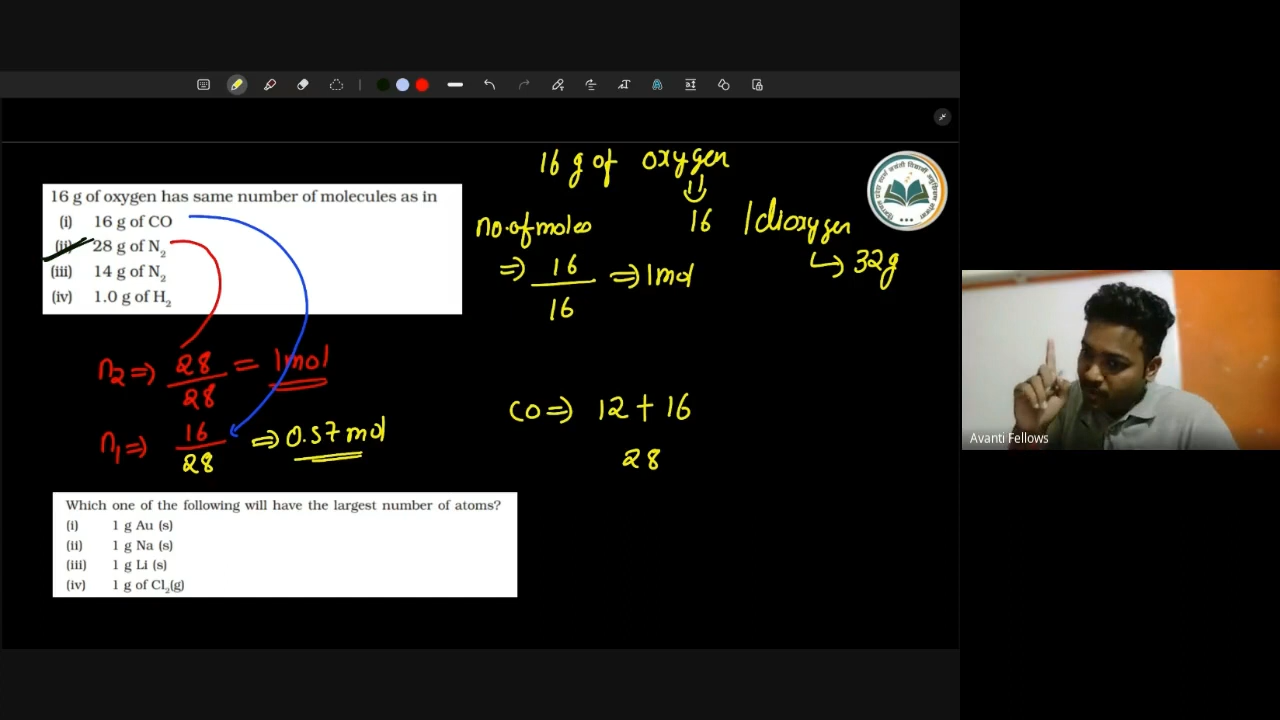 16 g of oxygen
16 g of oxygen has same number of molecules as in
(i) 16 g of CO
(ii) 28 g of N₂
(iii) 14 g of N₂
(iv) 1.0 g of H₂
no. of moles
⇒ 16/16 ⇒ 1mol
16
1dioxygen
↳ 32g
n₂ ⇒ 28/28 = 1mol
n₁ ⇒ 16/28 ⇒ 0.57 mol
CO ⇒ 12 + 16
28
Which one of the following will have the largest number of atoms?
(i) 1 g Au (s)
(ii) 1 g Na (s)
(iii) 1 g Li (s)
(iv) 1 g of Cl₂(g)
Avanti Fellows